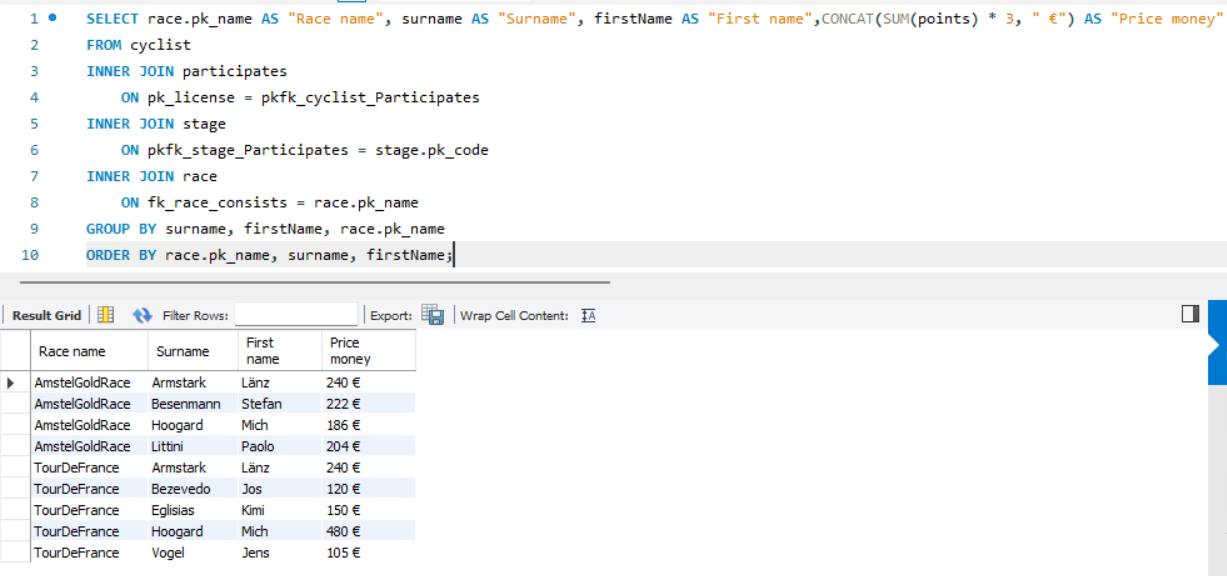 1 SELECT race.pk_name AS "Race name", surname AS "Surname", firstName AS "First name",CONCAT(SUM(points) * 3, " €") AS "Price money"
2 FROM cyclist
3 INNER JOIN participates
4 ON pk_license = pkfk_cyclist_Participates
5 INNER JOIN stage
6 ON pkfk_stage_Participates = stage.pk_code
7 INNER JOIN race
8 ON fk_race_consists = race.pk_name
9 GROUP BY surname, firstName, race.pk_name
10 ORDER BY race.pk_name, surname, firstName;
Result Grid Filter Rows: Export: Wrap Cell Content: IA
Race name Surname First name Price money
AmstelGoldRace Armstark Länz 240 €
AmstelGoldRace Besenmann Stefan 222 €
AmstelGoldRace Hoogard Mich 186 €
AmstelGoldRace Littini Paolo 204 €
TourDeFrance Armstark Länz 240 €
TourDeFrance Bezevedo Jos 120 €
TourDeFrance Eglisias Kimi 150 €
TourDeFrance Hoogard Mich 480 €
TourDeFrance Vogel Jens 105 €